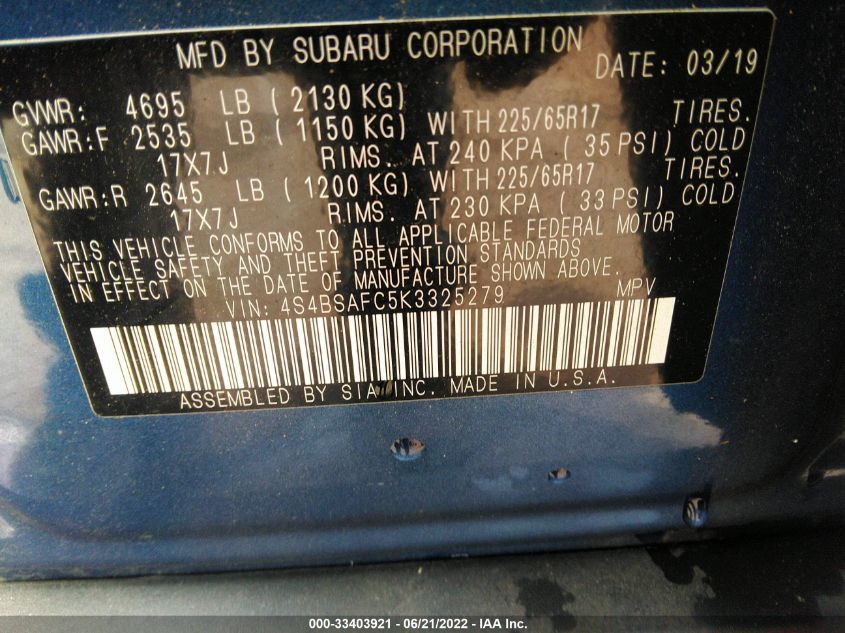 MFD BY SUBARU CORPORATION DATE: 03/19
GVWR: 4695 LB ( 2130 KG)
GAWR:F 2535 LB ( 1150 KG) WITH 225/65R17 TIRES.
17X7J RIMS. AT 240 KPA ( 35 PSI) COLD
GAWR:R 2645 LB ( 1200 KG) WITH 225/65R17 TIRES.
17X7J RIMS. AT 230 KPA ( 33 PSI) COLD
THIS VEHICLE CONFORMS TO ALL APPLICABLE FEDERAL MOTOR
VEHICLE SAFETY AND THEFT PREVENTION STANDARDS
IN EFFECT ON THE DATE OF MANUFACTURE SHOWN ABOVE.
VIN: 4S4BSAFC5K3325279 MPV
ASSEMBLED BY SIA INC. MADE IN U.S.A.
000-33403921 - 06/21/2022 - IAA Inc.